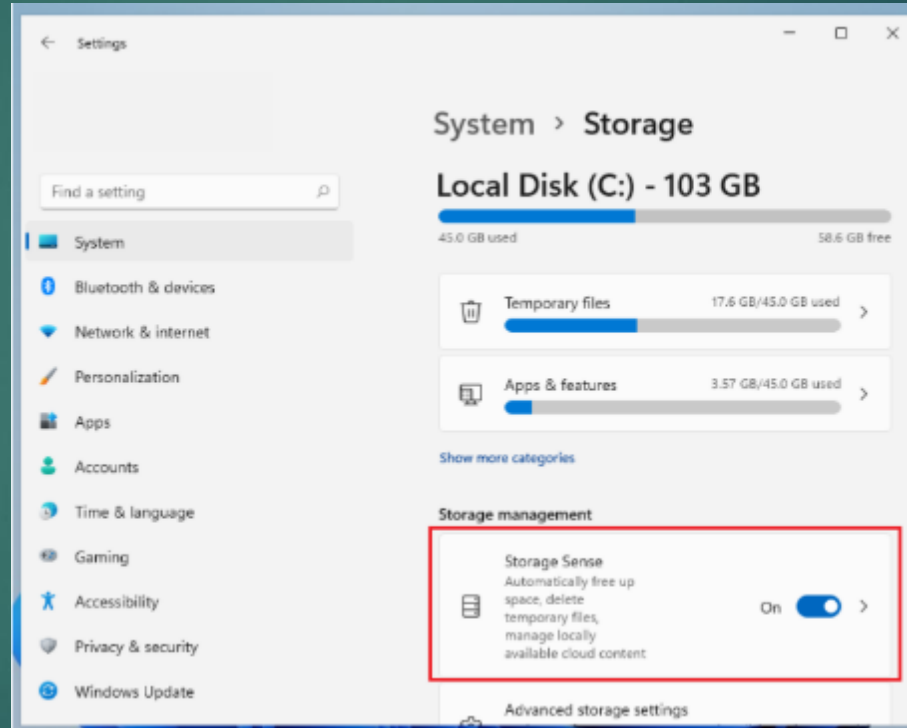 Settings
System > Storage
Local Disk (C:) - 103 GB
45.0 GB used 58.6 GB free
Find a setting
System
Bluetooth & devices
Network & internet
Personalization
Apps
Accounts
Time & language
Gaming
Accessibility
Privacy & security
Windows Update
Temporary files 17.6 GB/45.0 GB used
Apps & features 3.57 GB/45.0 GB used
Show more categories
Storage management
Storage Sense
Automatically free up
space, delete
temporary files,
manage locally
available cloud content
On
Advanced storage settings